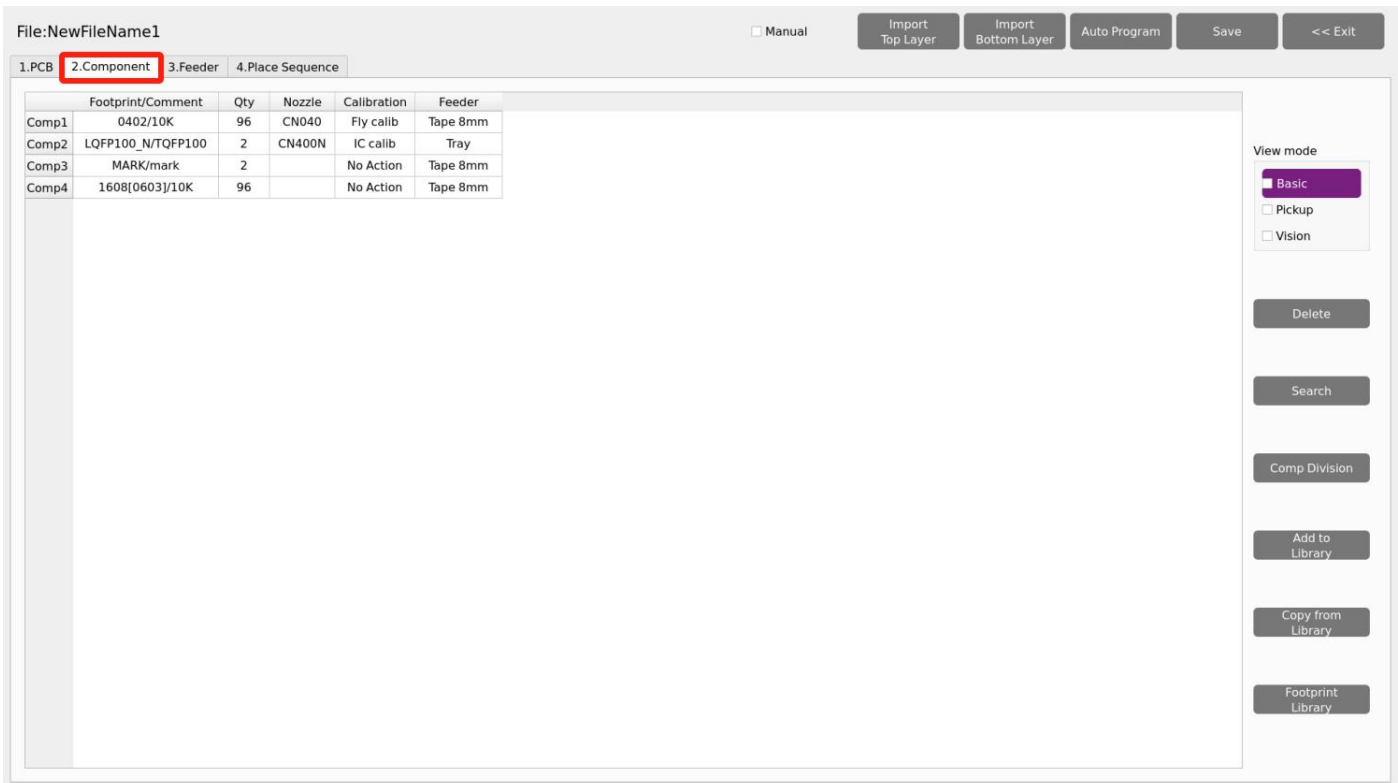 File:NewFileName1
Manual
Import
Top Layer
Import
Bottom Layer
Auto Program
Save
<< Exit
1.PCB 2.Component 3.Feeder 4.Place Sequence
Footprint/Comment Qty Nozzle Calibration Feeder
Comp1 0402/10K 96 CN040 Fly calib Tape 8mm
Comp2 LQFP100_N/TQFP100 2 CN400N IC calib Tray
Comp3 MARK/mark 2 No Action Tape 8mm
Comp4 1608[0603]/10K 96 No Action Tape 8mm
View mode
Basic
Pickup
Vision
Delete
Search
Comp Division
Add to
Library
Copy from
Library
Footprint
Library